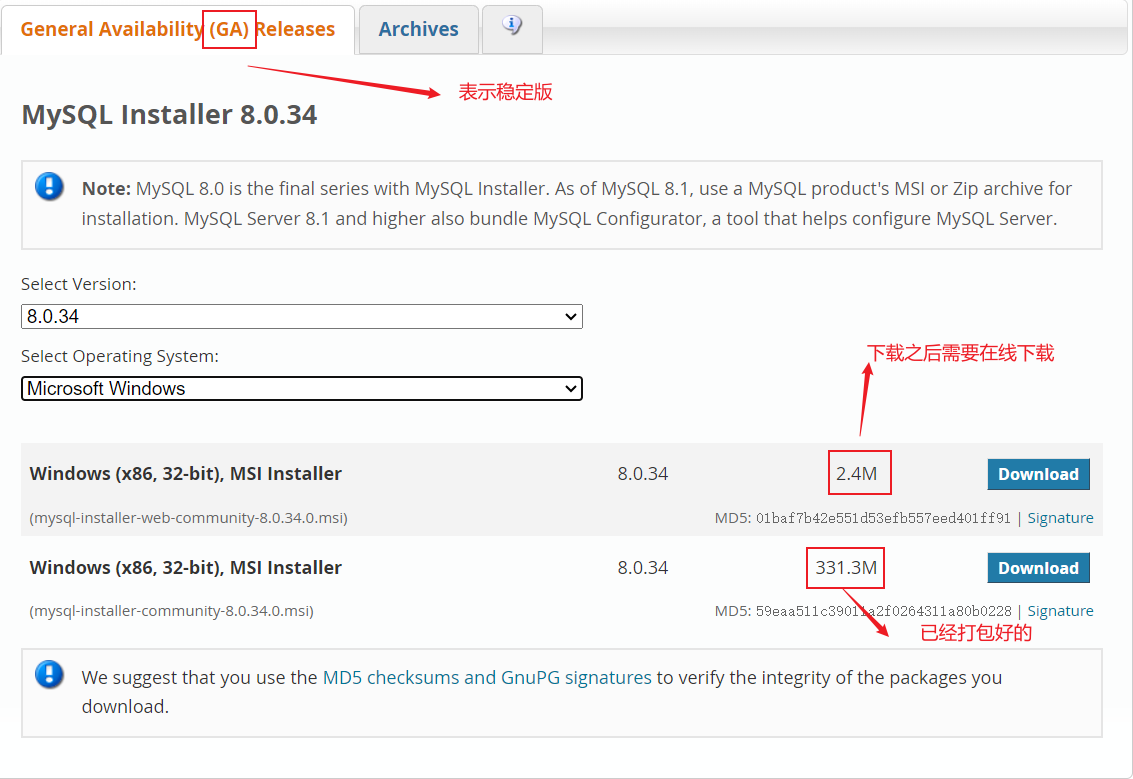 General Availability (GA) Releases
Archives
表示稳定版
MySQL Installer 8.0.34
Note: MySQL 8.0 is the final series with MySQL Installer. As of MySQL 8.1, use a MySQL product's MSI or Zip archive for
installation. MySQL Server 8.1 and higher also bundle MySQL Configurator, a tool that helps configure MySQL Server.
Select Version:
8.0.34
下载之后需要在线下载
Select Operating System:
Microsoft Windows
Windows (x86, 32-bit), MSI Installer 8.0.34 2.4M Download
(mysql-installer-web-community-8.0.34.0.msi) MD5: 01baf7b42e551d53efb557eed401ff91 | Signature
Windows (x86, 32-bit), MSI Installer 8.0.34 331.3M Download
(mysql-installer-community-8.0.34.0.msi) MD5: 59eaa511c39011a2f0264311a80b0228 | Signature
已经打包好的
We suggest that you use the MD5 checksums and GnuPG signatures to verify the integrity of the packages you
download.